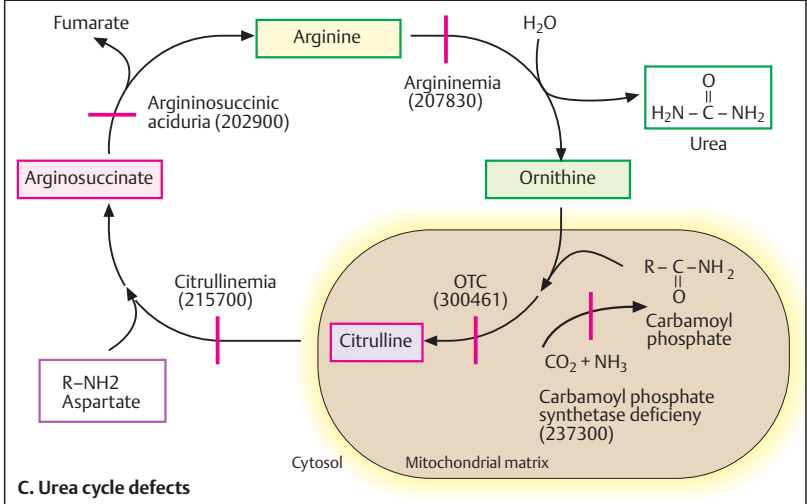 Fumarate
Arginine
H₂O
Argininemia
(207830)
Argininosuccinic
aciduria (202900)
O
||
H₂N – C – NH₂
Urea
Arginosuccinate
Ornithine
Citrullinemia
(215700)
OTC
(300461)
R – C – NH ₂
||
O
Carbamoyl
phosphate
Citrulline
CO₂ + NH₃
R–NH2
Aspartate
Carbamoyl phosphate
synthetase deficieny
(237300)
Cytosol
Mitochondrial matrix
C. Urea cycle defects